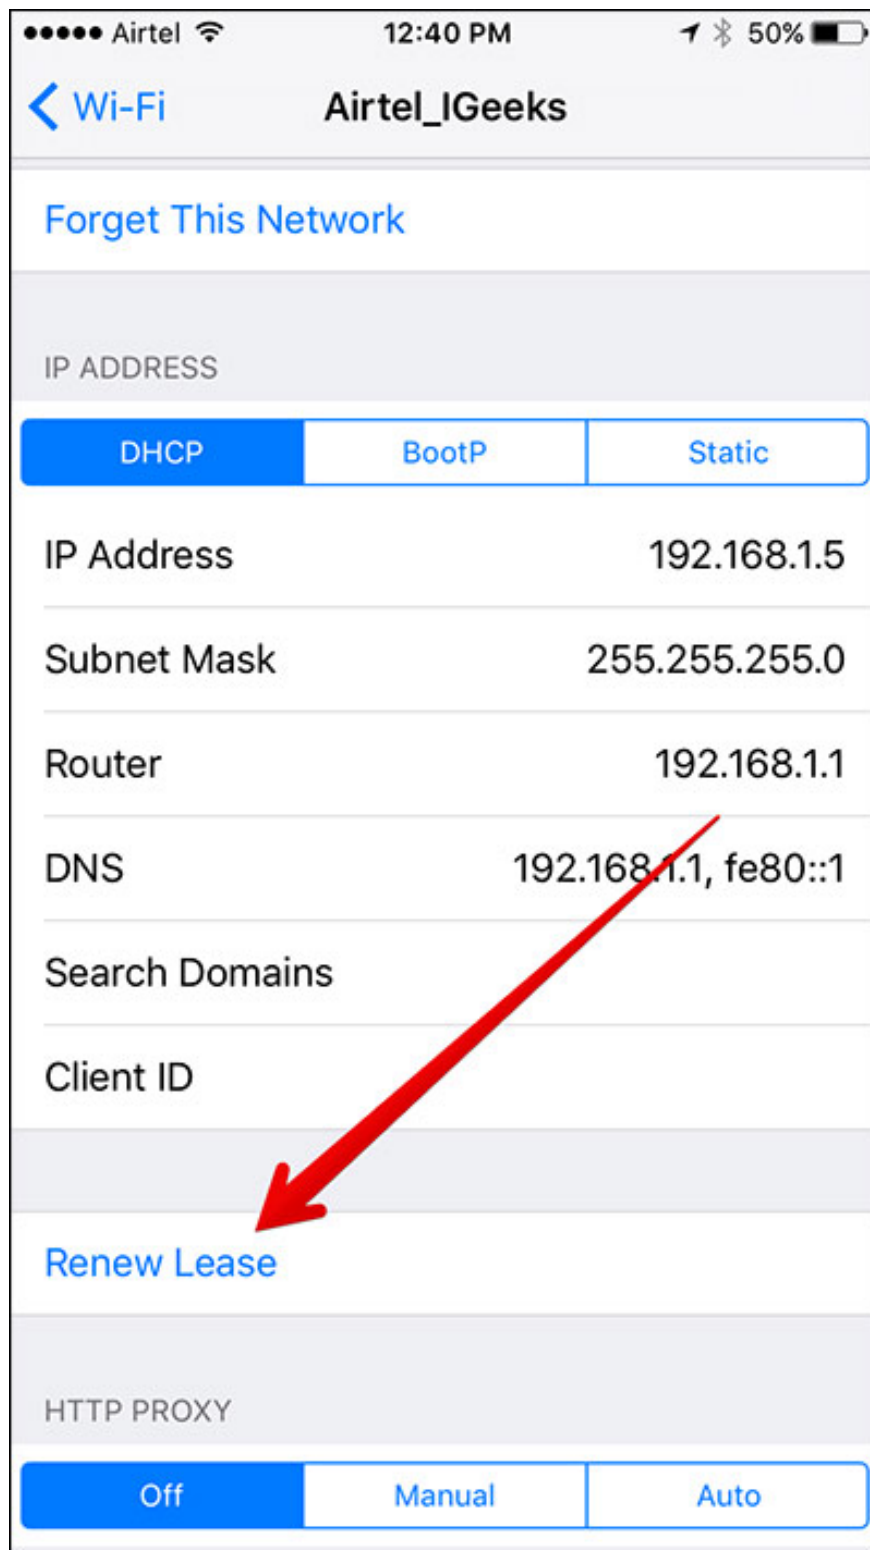 Airtel 12:40 PM 50%
Wi-Fi Airtel_IGeeks
Forget This Network
IP ADDRESS
DHCP BootP Static
IP Address 192.168.1.5
Subnet Mask 255.255.255.0
Router 192.168.1.1
DNS 192.168.1.1, fe80::1
Search Domains
Client ID
Renew Lease
HTTP PROXY
Off Manual Auto